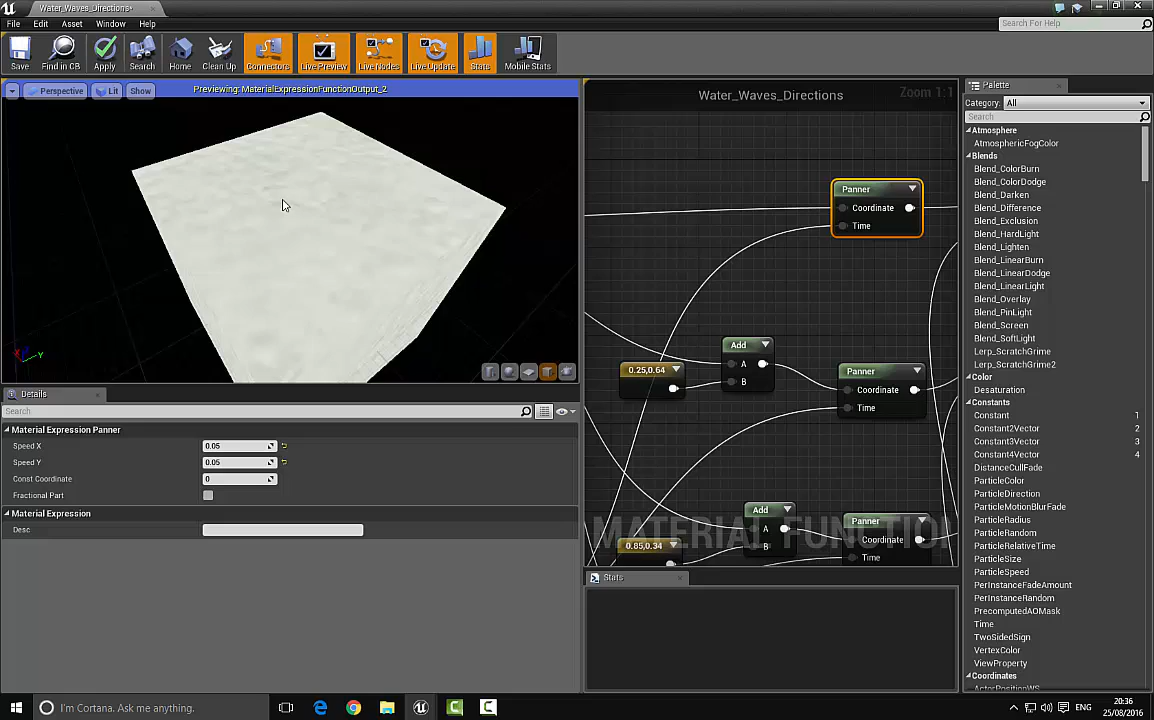 Water_Waves_Directions*
File Edit Asset Window Help
Search For Help
Save Find in CB Apply Search Home Clean Up Connectors Live Preview Live Nodes Live Update Stats Mobile Stats
Perspective Lit Show
Previewing: MaterialExpressionFunctionOutput_2
Y
Details
Search
Material Expression Panner
Speed X 0.05
Speed Y 0.05
Const Coordinate 0
Fractional Part
Material Expression
Desc
Water_Waves_Directions
Zoom 1:1
Panner
Coordinate
Time
Add
A
B
0.25,0.64
Panner
Coordinate
Time
Add
A
B
0.85,0.34
Panner
Coordinate
Time
MATERIAL FUNCTION
Stats
Palette
Category: All
Search
Atmosphere
AtmosphericFogColor
Blends
Blend_ColorBurn
Blend_ColorDodge
Blend_Darken
Blend_Difference
Blend_Exclusion
Blend_HardLight
Blend_Lighten
Blend_LinearBurn
Blend_LinearDodge
Blend_LinearLight
Blend_Overlay
Blend_PinLight
Blend_Screen
Blend_SoftLight
Lerp_ScratchGrime
Lerp_ScratchGrime2
Color
Desaturation
Constants
Constant 1
Constant2Vector 2
Constant3Vector 3
Constant4Vector 4
DistanceCullFade
ParticleColor
ParticleDirection
ParticleMotionBlurFade
ParticleRadius
ParticleRandom
ParticleRelativeTime
ParticleSize
ParticleSpeed
PerInstanceFadeAmount
PerInstanceRandom
PrecomputedAOMask
Time
TwoSidedSign
VertexColor
ViewProperty
Coordinates
ActorPositionWS
I'm Cortana. Ask me anything.
ENG
20:36
25/08/2016